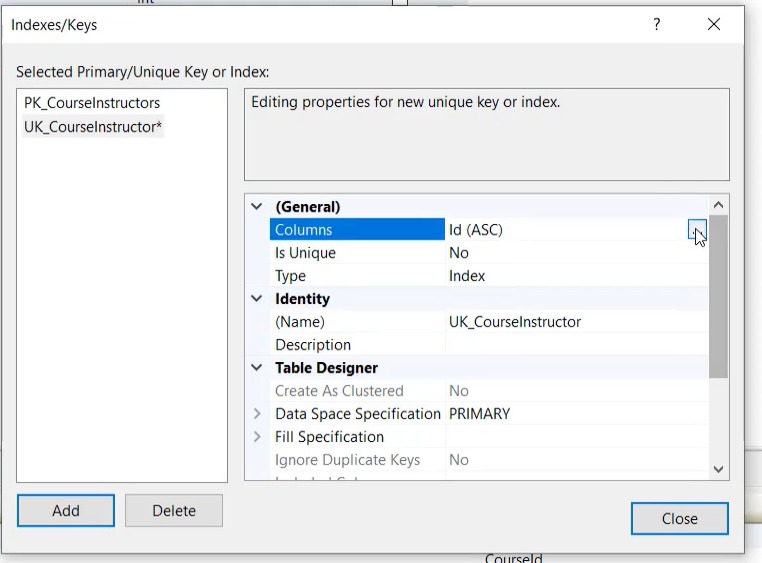 Int
Indexes/Keys ?
Selected Primary/Unique Key or Index:
PK_CourseInstructors
UK_CourseInstructor*
Editing properties for new unique key or index.
(General)
Columns Id (ASC)
Is Unique No
Type Index
Identity
(Name) UK_CourseInstructor
Description
Table Designer
Create As Clustered No
Data Space Specification PRIMARY
Fill Specification
Ignore Duplicate Keys No
Add
Delete
Close
CourseId